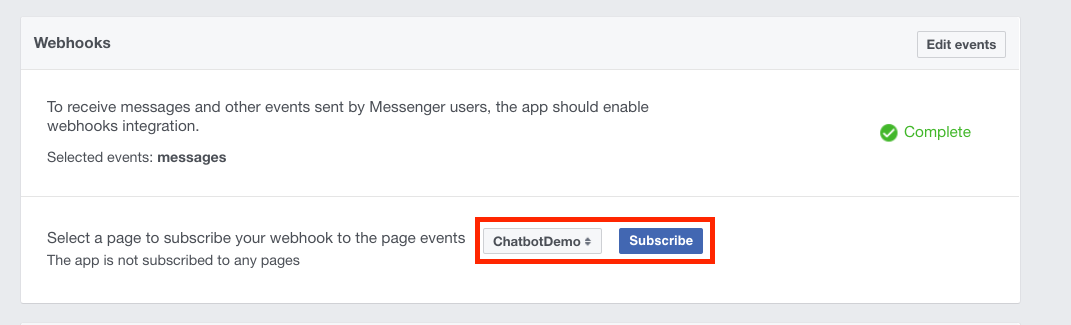 Webhooks
Edit events
To receive messages and other events sent by Messenger users, the app should enable
webhooks integration.
Complete
Selected events: messages
Select a page to subscribe your webhook to the page events
ChatbotDemo
Subscribe
The app is not subscribed to any pages